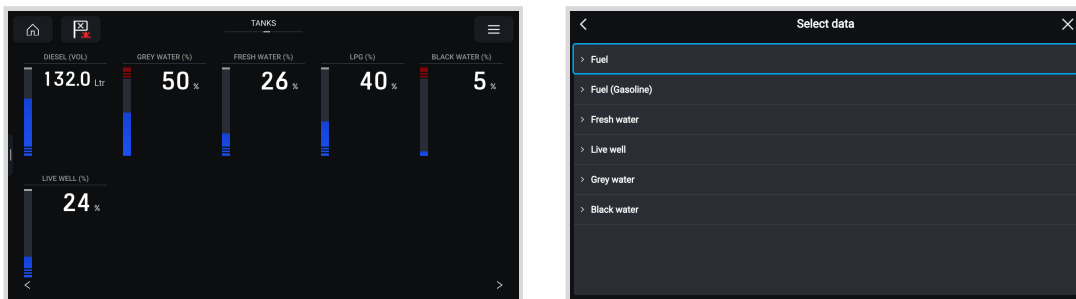 TANKS
DIESEL (VOL)
132.0 Ltr
GREY WATER (%)
50 %
FRESH WATER (%)
26 %
LPG (%)
40 %
BLACK WATER (%)
5 %
LIVE WELL (%)
24 %
Select data
Fuel
Fuel (Gasoline)
Fresh water
Live well
Grey water
Black water